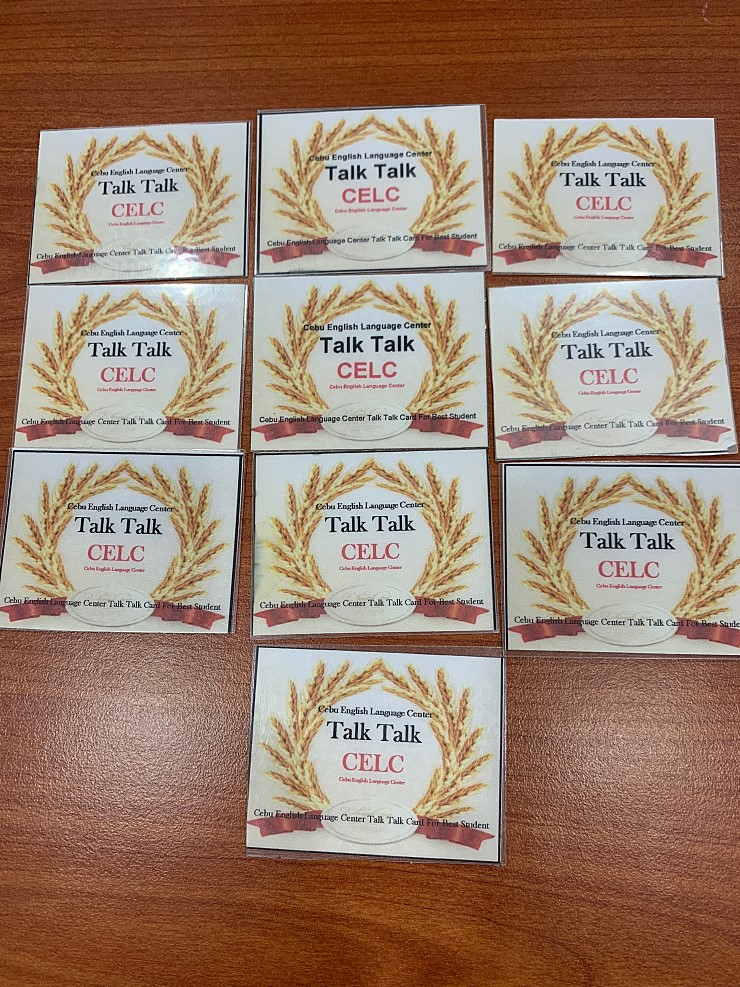 Cebu English Language Center
Talk Talk
CELC
Cebu English Language Center
Cebu English Language Center Talk Talk Card For Best Student
Cebu English Language Center
Talk Talk
CELC
Cebu English Language Center
Cebu English Language Center Talk Talk Card For Best Student
Cebu English Language Center
Talk Talk
CELC
Cebu English Language Center
Cebu English Language Center Talk Talk Card For Best Student
Cebu English Language Center
Talk Talk
CELC
Cebu English Language Center
Cebu English Language Center Talk Talk Card For Best Student
Cebu English Language Center
Talk Talk
CELC
Cebu English Language Center
Cebu English Language Center Talk Talk Card For Best Student
Cebu English Language Center
Talk Talk
CELC
Cebu English Language Center
Cebu English Language Center Talk Talk Card For Best Student
Cebu English Language Center
Talk Talk
CELC
Cebu English Language Center
Cebu English Language Center Talk Talk Card For Best Student
Cebu English Language Center
Talk Talk
CELC
Cebu English Language Center
Cebu English Language Center Talk Talk Card For Best Student
Cebu English Language Center
Talk Talk
CELC
Cebu English Language Center
Cebu English Language Center Talk Talk Card For Best Stude
Cebu English Language Center
Talk Talk
CELC
Cebu English Language Center
Cebu English Language Center Talk Talk Card For Best Student